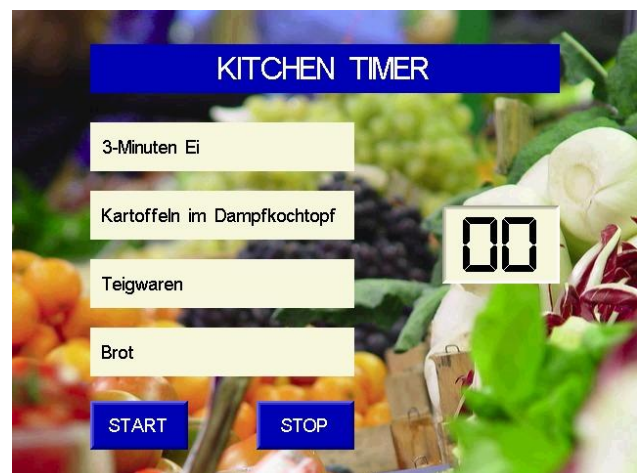 KITCHEN TIMER
3-Minuten Ei
Kartoffeln im Dampfkochtopf
00
Teigwaren
Brot
START
STOP